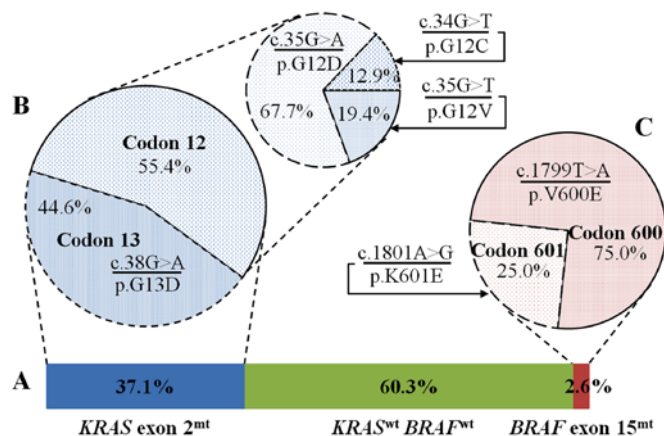 B
c.35G>A
p.G12D
67.7%
12.9%
19.4%
c.34G>T
p.G12C
c.35G>T
p.G12V
Codon 12
55.4%
44.6%
Codon 13
c.38G>A
p.G13D
C
c.1799T>A
p.V600E
Codon 600
75.0%
Codon 601
25.0%
c.1801A>G
p.K601E
A
37.1%
60.3%
2.6%
KRAS exon 2mt
KRASwt BRAFwt
BRAF exon 15mt